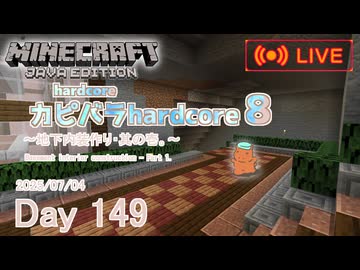 MINECRAFT
JAVA EDITION
LIVE
hardcore
カピバラhardcore 8
～地下内装作り・其の壱。～
Basement interior construction - Part 1.
2025/07/04
Day 149